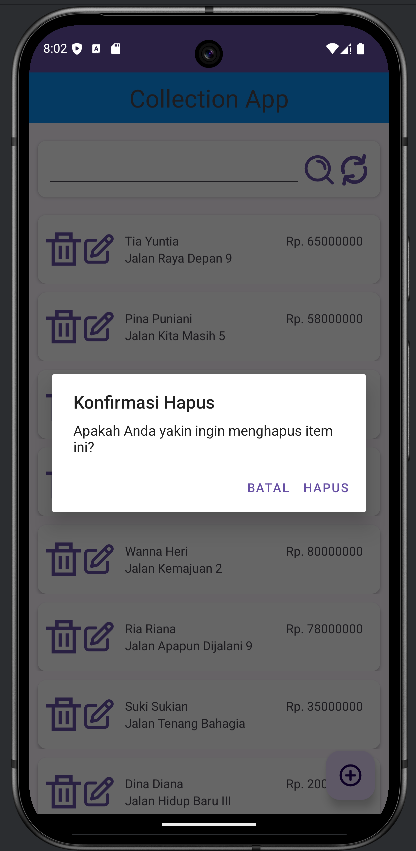 8:02
Collection App
Tia Yuntia
Rp. 65000000
Jalan Raya Depan 9
Pina Puniani
Rp. 58000000
Jalan Kita Masih 5
Konfirmasi Hapus
Apakah Anda yakin ingin menghapus item
ini?
BATAL HAPUS
Wanna Heri
Rp. 80000000
Jalan Kemajuan 2
Ria Riana
Rp. 78000000
Jalan Apapun Dijalani 9
Suki Sukian
Rp. 35000000
Jalan Tenang Bahagia
Dina Diana
Rp. 200
Jalan Hidup Baru III